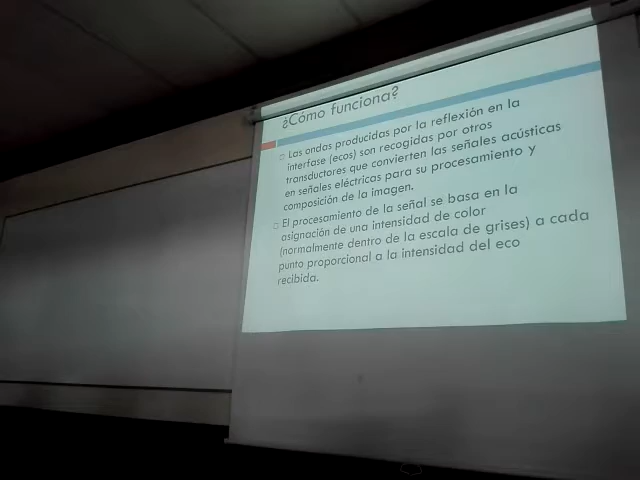 ¿Cómo funciona?
Las ondas producidas por la reflexión en la
interfase (ecos) son recogidas por otros
transductores que convierten las señales acústicas
en señales eléctricas para su procesamiento y
composición de la imagen.
El procesamiento de la señal se basa en la
asignación de una intensidad de color
(normalmente dentro de la escala de grises) a cada
punto proporcional a la intensidad del eco
recibida.